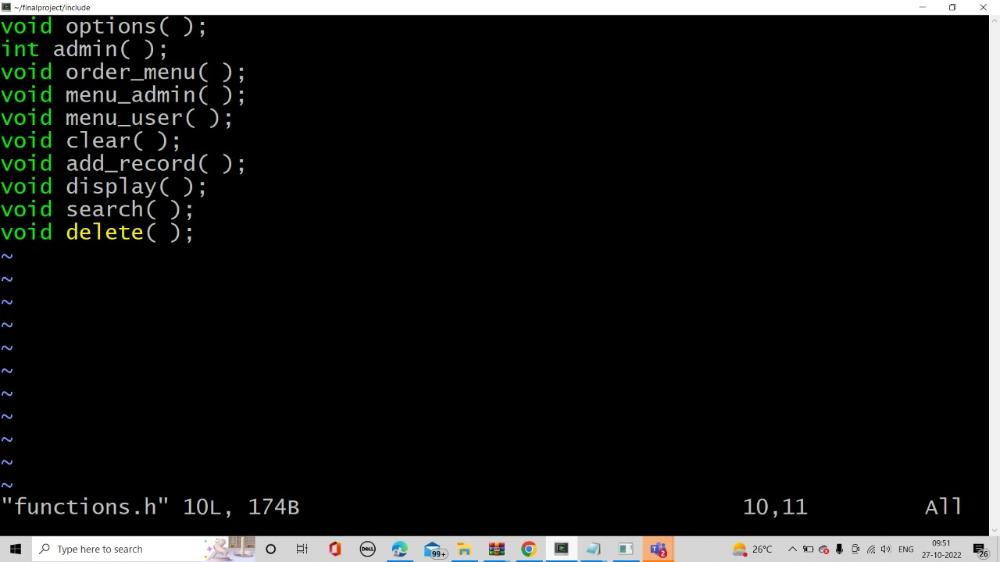 ~/finalproject/include
void options( );
int admin( );
void order_menu( );
void menu_admin( );
void menu_user( );
void clear( );
void add_record( );
void display( );
void search( );
void delete( );
~
~
~
~
~
~
~
~
~
~
~
"functions.h" 10L, 174B 10,11 All
Type here to search DELL 99+ 2 26°C ENG 09:51
27-10-2022 26